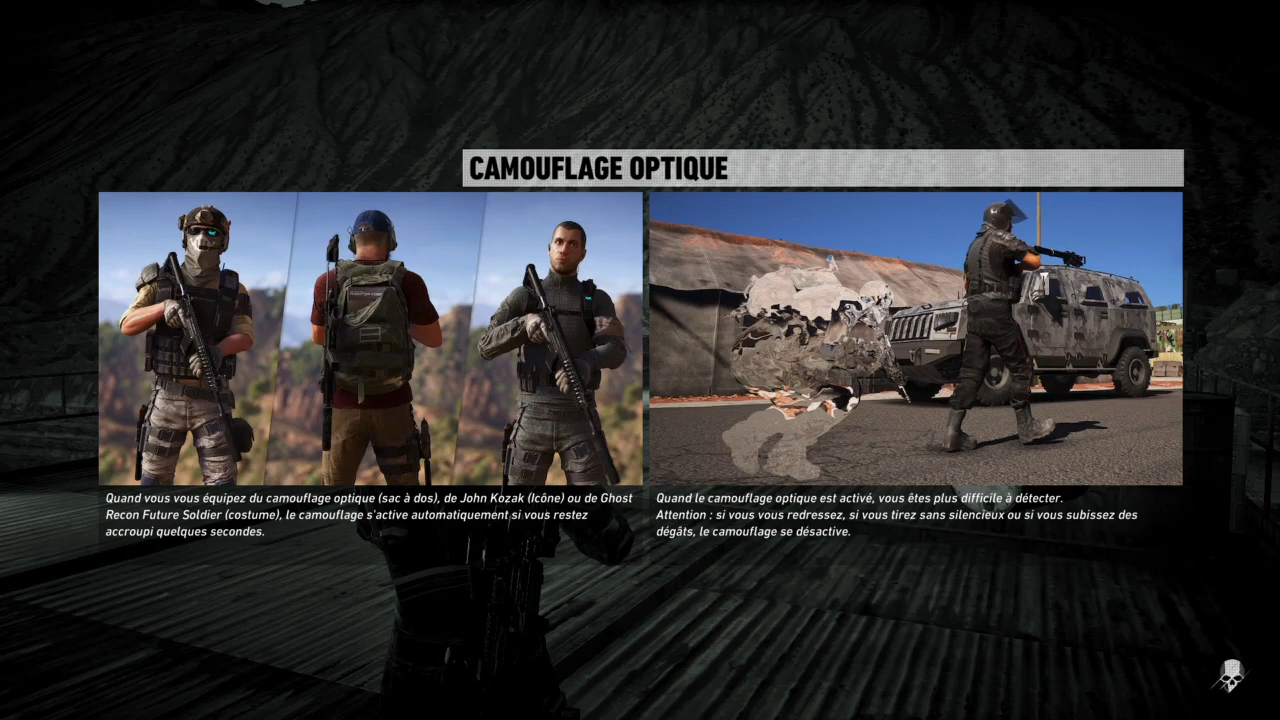 CAMOUFLAGE OPTIQUE
Quand vous vous équipez du camouflage optique (sac à dos), de John Kozak (Icône) ou de Ghost
Recon Future Soldier (costume), le camouflage s'active automatiquement si vous restez
accroupi quelques secondes.
Quand le camouflage optique est activé, vous êtes plus difficile à détecter.
Attention : si vous vous redressez, si vous tirez sans silencieux ou si vous subissez des
dégâts, le camouflage se désactive.